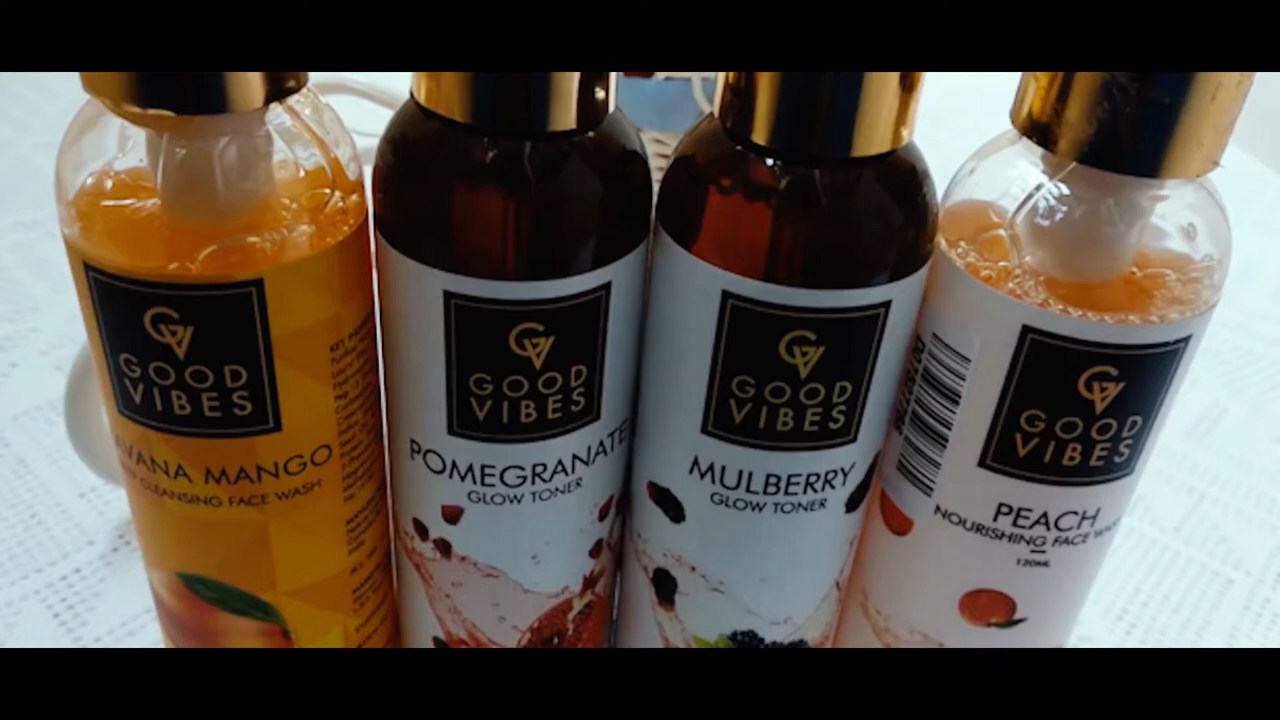 GV
GOOD
VIBES
VANA MANGO
CLEANSING FACE WASH
GV
GOOD
VIBES
POMEGRANATE
GLOW TONER
GV
GOOD
VIBES
MULBERRY
GLOW TONER
GV
GOOD
VIBES
PEACH
NOURISHING FACE
120ML